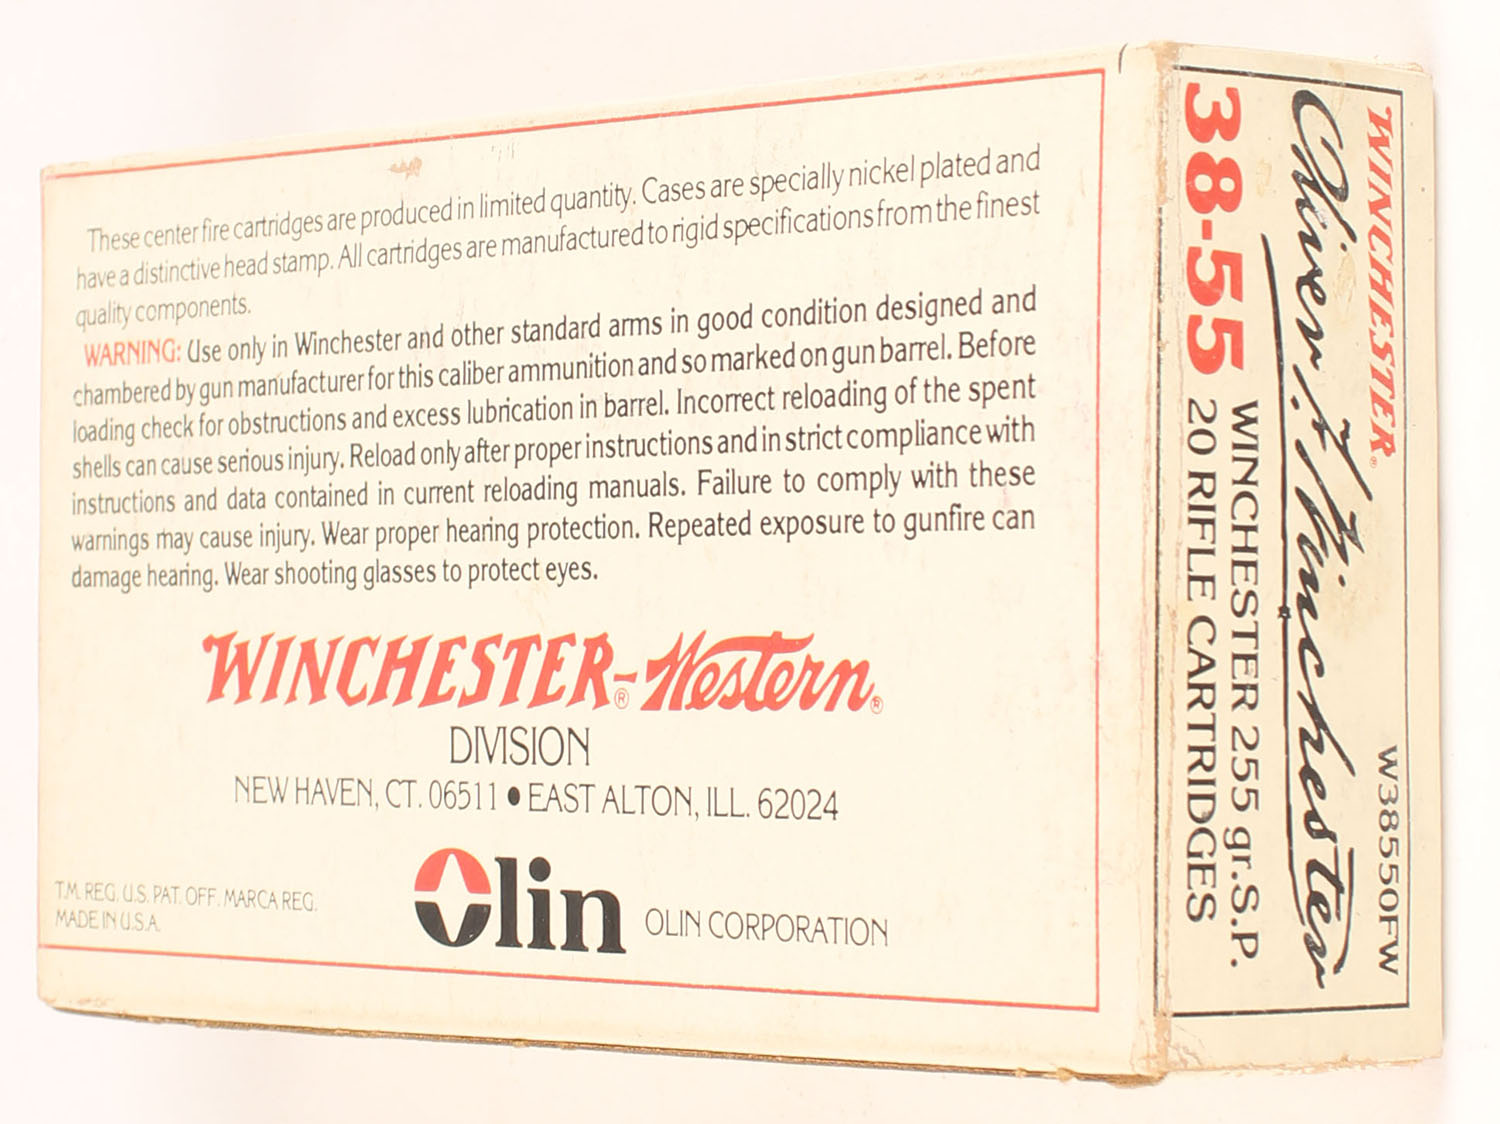 These center fire cartridges are produced in limited quantity. Cases are specially nickel plated and
have a distinctive head stamp. All cartridges are manufactured to rigid specifications from the finest
quality components.
WARNING: Use only in Winchester and other standard arms in good condition designed and
chambered by gun manufacturer for this caliber ammunition and so marked on gun barrel. Before
loading check for obstructions and excess lubrication in barrel. Incorrect reloading of the spent
shells can cause serious injury. Reload only after proper instructions and in strict compliance with
instructions and data contained in current reloading manuals. Failure to comply with these
warnings may cause injury. Wear proper hearing protection. Repeated exposure to gunfire can
damage hearing. Wear shooting glasses to protect eyes.
WINCHESTER®-Western®
DIVISION
NEW HAVEN, CT. 06511 • EAST ALTON, ILL. 62024
T.M. REG. U.S. PAT. OFF. MARCA REG.
MADE IN U.S.A.
Olin
OLIN CORPORATION
WINCHESTER®
W38550FW
Oliver F. Winchester
38-55
WINCHESTER 255 gr. S.P.
20 RIFLE CARTRIDGES